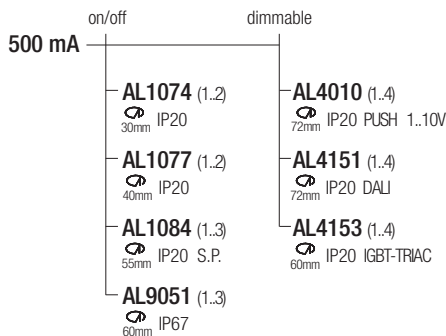 on/off dimmable
500 mA
AL1074 (1..2)
30mm IP20
AL1077 (1..2)
40mm IP20
AL1084 (1..3)
55mm IP20 S.P.
AL9051 (1..3)
60mm IP67
AL4010 (1..4)
72mm IP20 PUSH 1..10V
AL4151 (1..4)
72mm IP20 DALI
AL4153 (1..4)
60mm IP20 IGBT-TRIAC